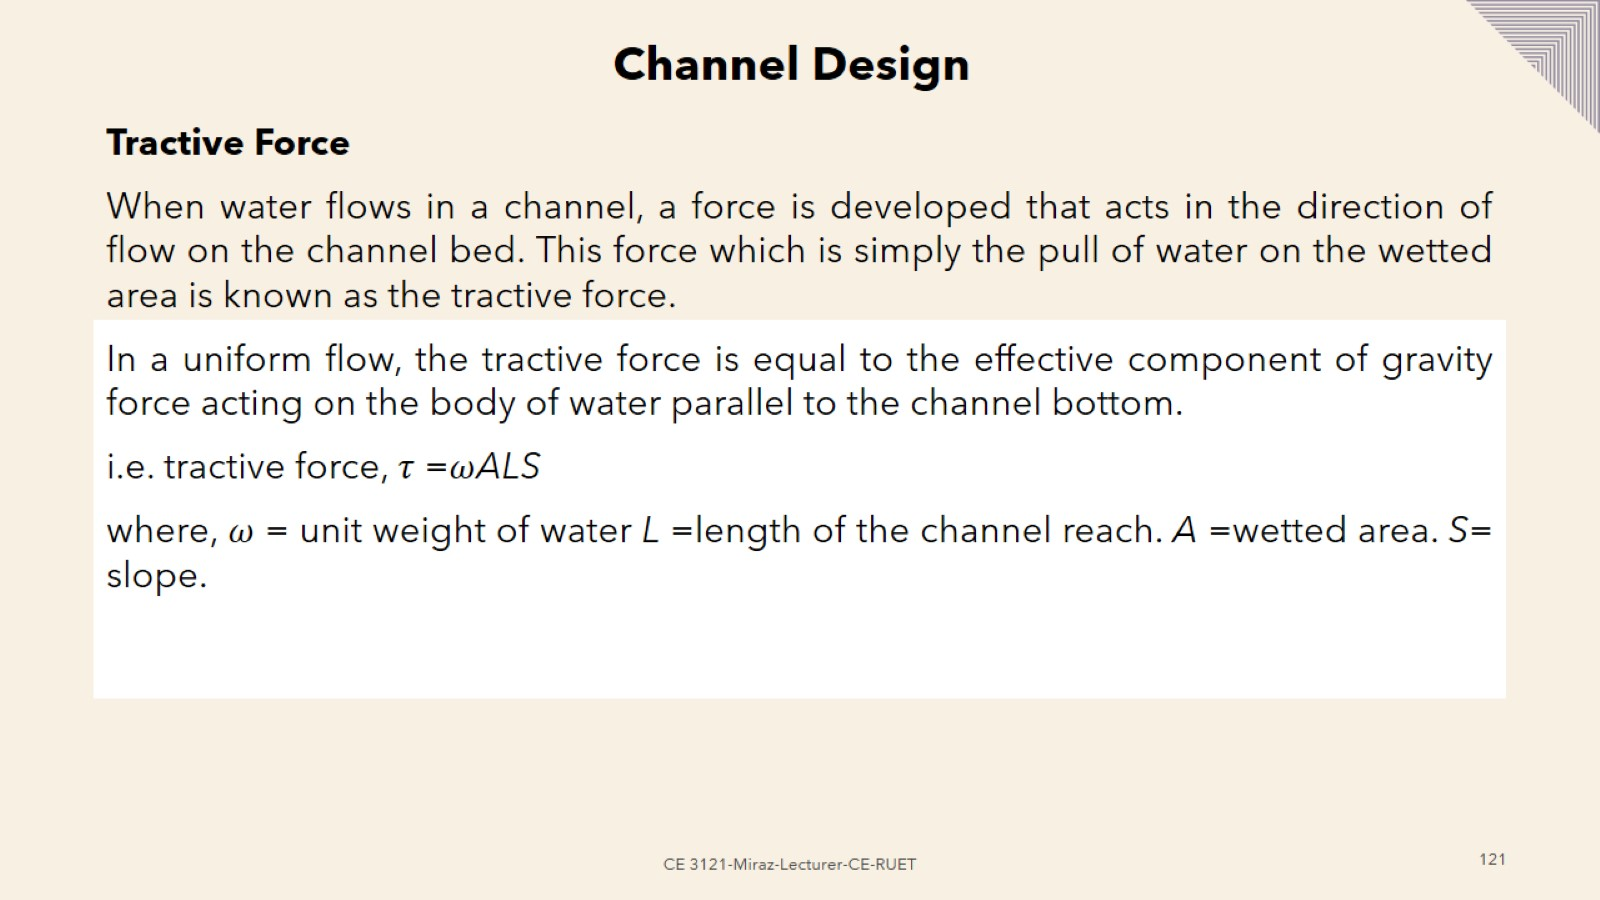 Channel Design
Tractive Force
When water flows in a channel, a force is developed that acts in the direction of
flow on the channel bed. This force which is simply the pull of water on the wetted
area is known as the tractive force.
In a uniform flow, the tractive force is equal to the effective component of gravity
force acting on the body of water parallel to the channel bottom.
i.e. tractive force, τ =ωALS
where, ω = unit weight of water L =length of the channel reach. A =wetted area. S=
slope.
CE 3121-Miraz-Lecturer-CE-RUET
121